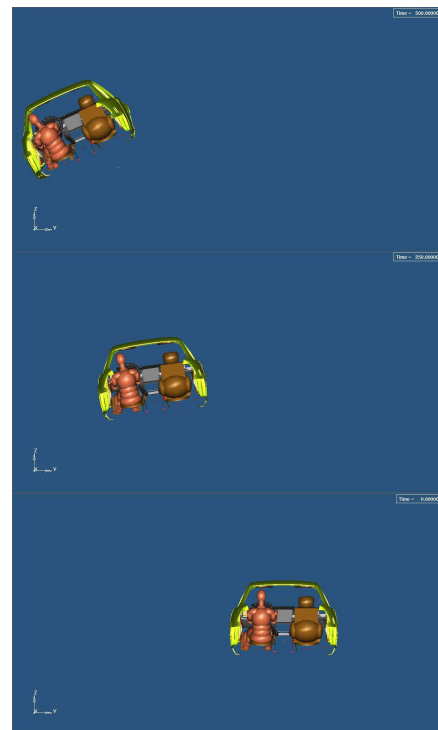 Time = 500.00000
Z
X Y
Time = 250.00000
Z
X Y
Time = 0.00000
Z
X Y